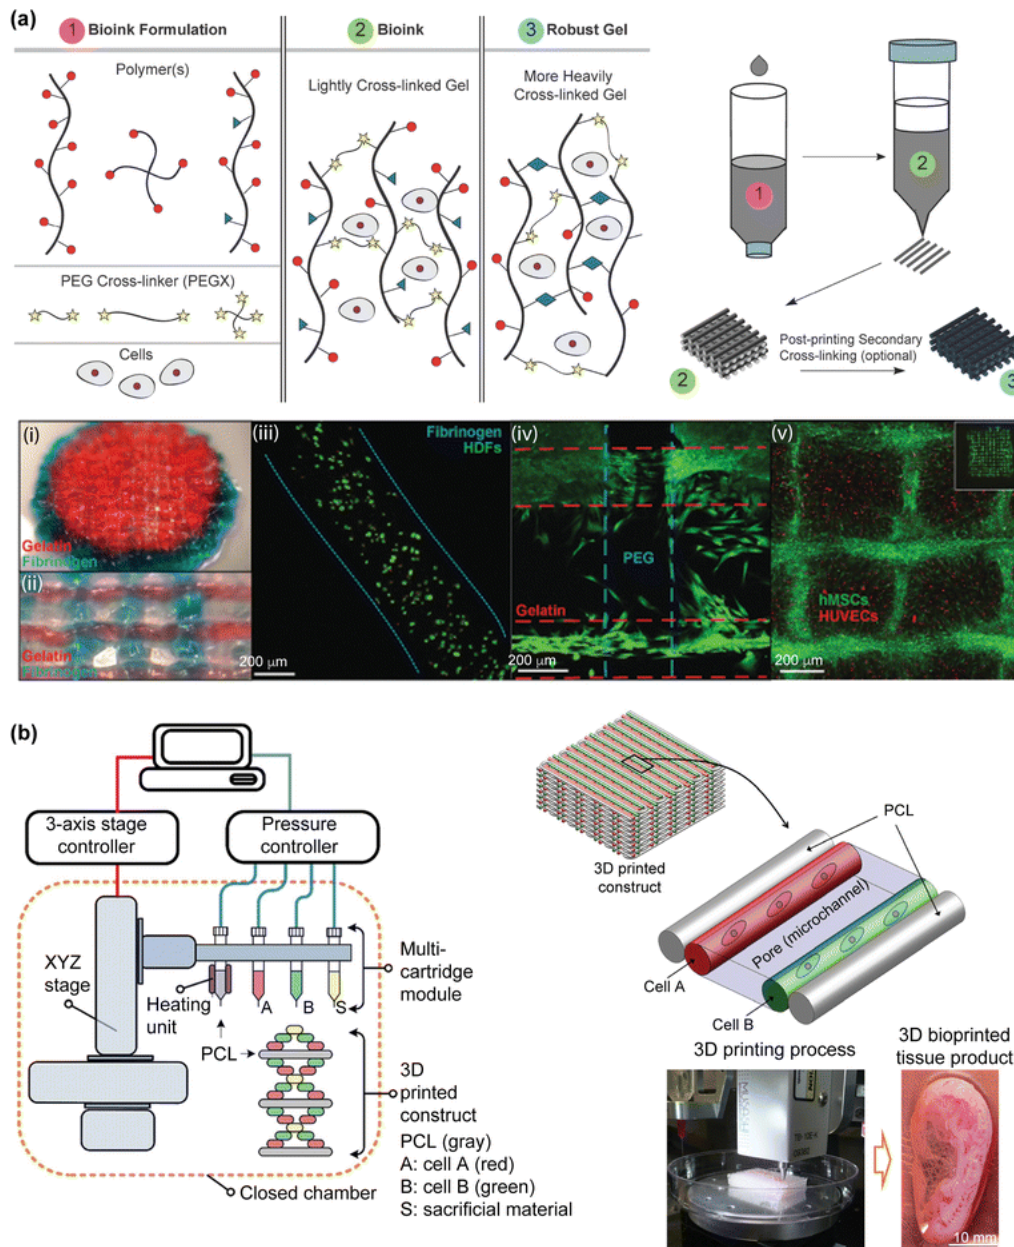 (a)
1 Bioink Formulation
2 Bioink
3 Robust Gel
Polymer(s)
Lightly Cross-linked Gel
More Heavily
Cross-linked Gel
PEG Cross-linker (PEGX)
Cells
1
2
2
Post-printing Secondary
Cross-linking (optional)
3
(i)
Gelatin
Fibrinogen
(ii)
Gelatin
Fibrinogen
(iii)
Fibrinogen
HDFs
200 μm
(iv)
PEG
Gelatin
200 μm
(v)
hMSCs
HUVECs
200 μm
(b)
3-axis stage
controller
Pressure
controller
XYZ
stage
Heating
unit
A
B
S
PCL
Multi-
cartridge
module
3D
printed
construct
PCL (gray)
A: cell A (red)
B: cell B (green)
S: sacrificial material
Closed chamber
3D printed
construct
PCL
Pore (microchannel)
Cell A
Cell B
3D printing process
3D bioprinted
tissue product
10 mm